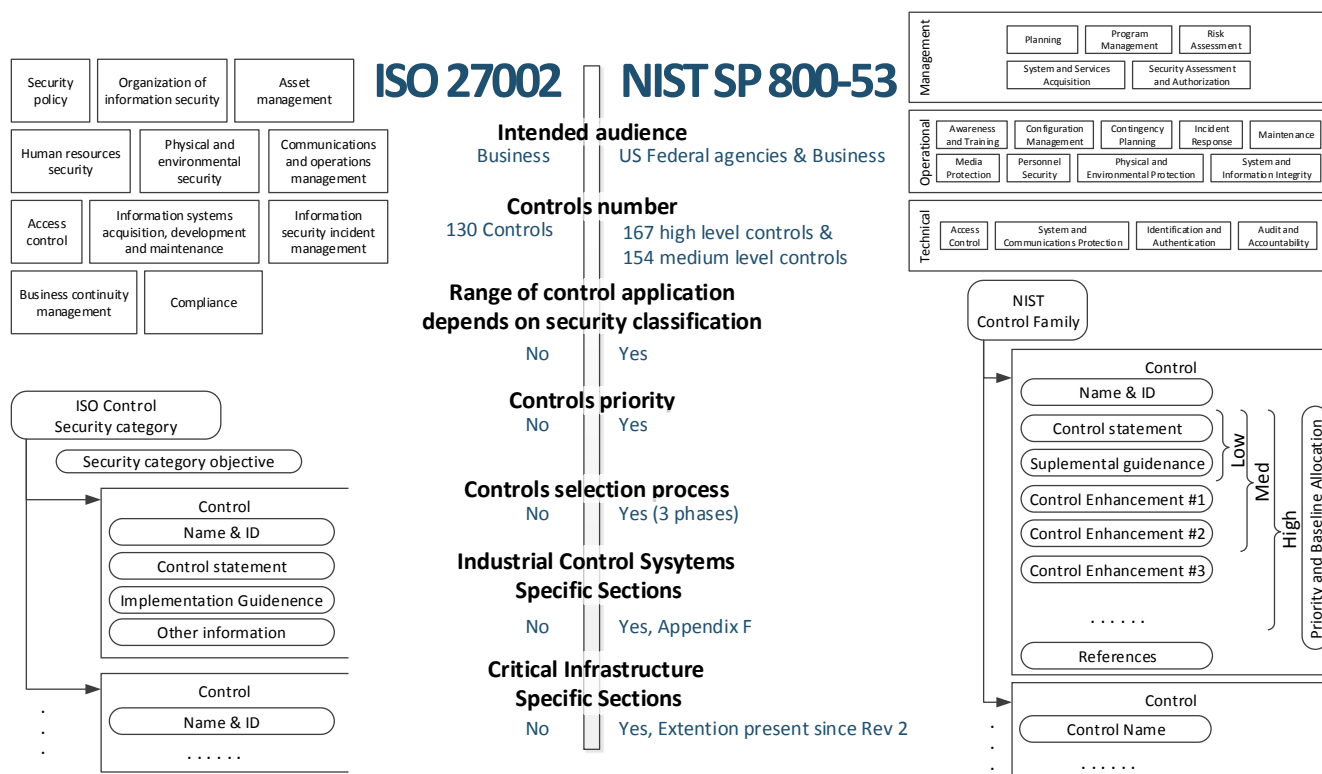 Security
policy
Organization of
information security
Asset
management
Human resources
security
Physical and
environmental
security
Communications
and operations
management
Access
control
Information systems
acquisition, development
and maintenance
Information
security incident
management
Business continuity
management
Compliance
ISO Control
Security category
Security category objective
Control
Name & ID
Control statement
Implementation Guidenence
Other information
Control
Name & ID
. . . . . .
.
.
.
ISO 27002
NIST SP 800-53
Intended audience
Business
US Federal agencies & Business
Controls number
130 Controls
167 high level controls &
154 medium level controls
Range of control application
depends on security classification
No
Yes
Controls priority
No
Yes
Controls selection process
No
Yes (3 phases)
Industrial Control Sysytems
Specific Sections
No
Yes, Appendix F
Critical Infrastructure
Specific Sections
No
Yes, Extention present since Rev 2
Management
Planning
Program
Management
Risk
Assessment
System and Services
Acquisition
Security Assessment
and Authorization
Operational
Awareness
and Training
Configuration
Management
Contingency
Planning
Incident
Response
Maintenance
Media
Protection
Personnel
Security
Physical and
Environmental Protection
System and
Information Integrity
Technical
Access
Control
System and
Communications Protection
Identification and
Authentication
Audit and
Accountability
NIST
Control Family
Control
Name & ID
Control statement
Suplemental guidenance
Control Enhancement #1
Control Enhancement #2
Control Enhancement #3
. . . . . .
References
Low
Med
High
Priority and Baseline Allocation
Control
Control Name
. . . . . .
.
.
.